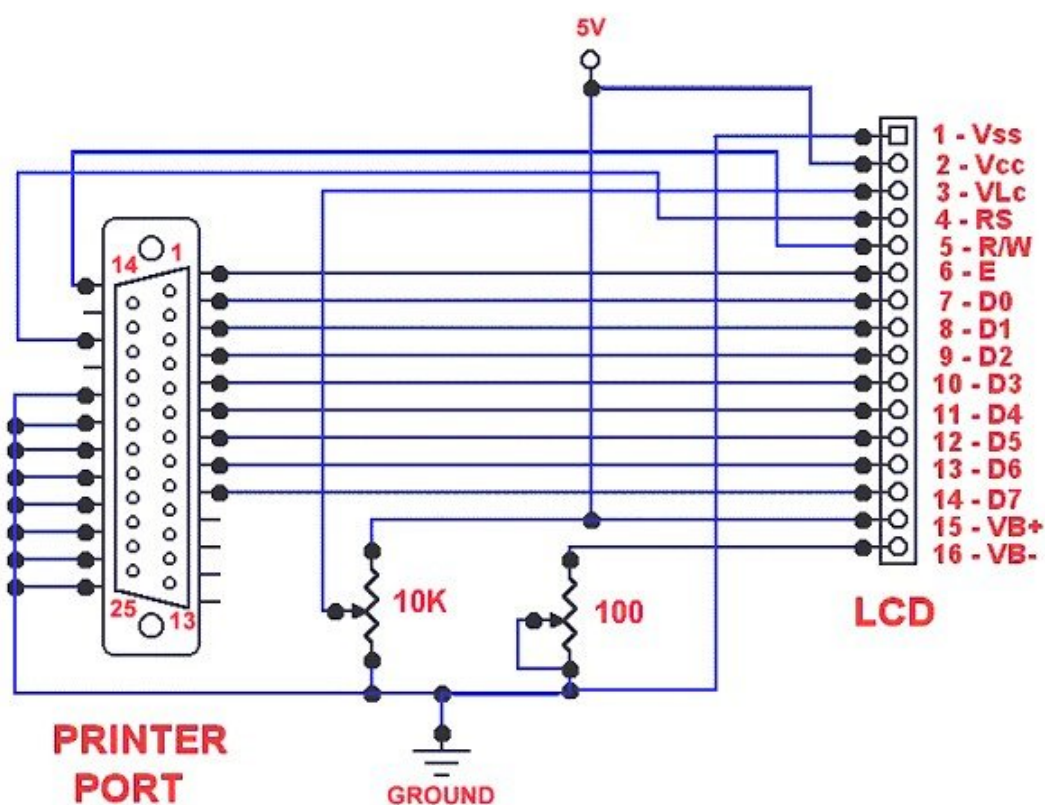 5V
1 - Vss
2 - Vcc
3 - VLc
4 - RS
5 - R/W
6 - E
7 - D0
8 - D1
9 - D2
10 - D3
11 - D4
12 - D5
13 - D6
14 - D7
15 - VB+
16 - VB-
LCD
14
1
25
13
10K
100
PRINTER
PORT
GROUND